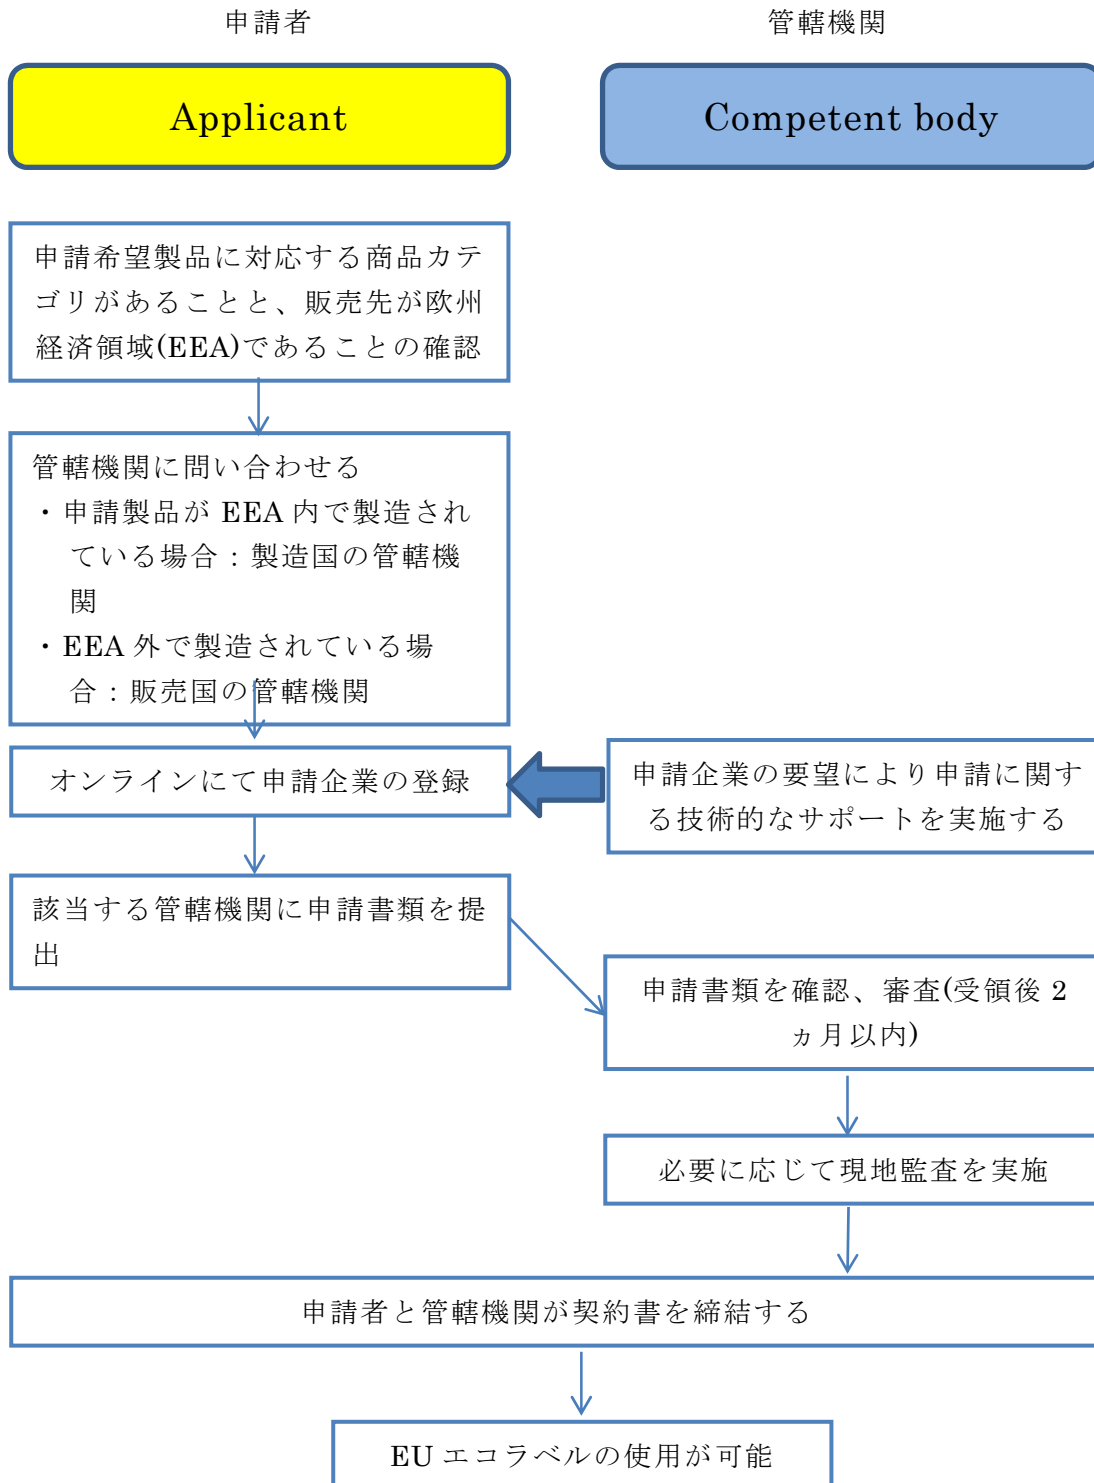 申請者
管轄機関
Applicant
Competent body
申請希望製品に対応する商品カテ
ゴリがあることと、販売先が欧州
経済領域(EEA)であることの確認
管轄機関に問い合わせる
・申請製品が EEA 内で製造され
ている場合：製造国の管轄機
関
・EEA 外で製造されている場
合：販売国の管轄機関
オンラインにて申請企業の登録
申請企業の要望により申請に関す
る技術的なサポートを実施する
該当する管轄機関に申請書類を提
出
申請書類を確認、審査(受領後 2
ヵ月以内)
必要に応じて現地監査を実施
申請者と管轄機関が契約書を締結する
EU エコラベルの使用が可能